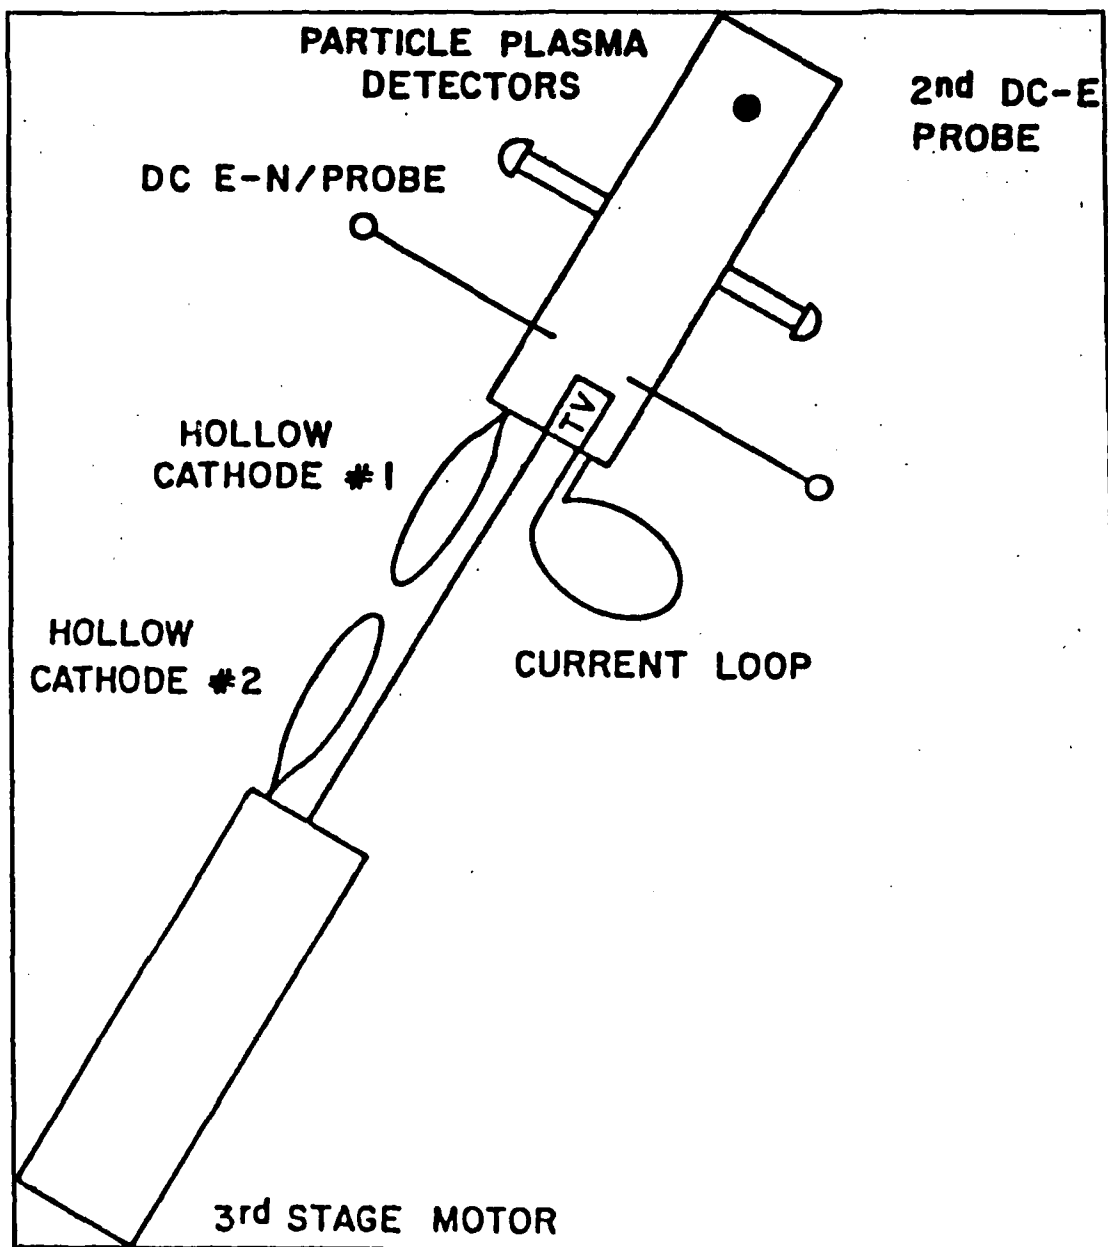 PARTICLE PLASMA
DETECTORS
2nd DC-E
PROBE
DC E-N/PROBE
TV
HOLLOW
CATHODE #1
HOLLOW
CATHODE #2
CURRENT LOOP
3rd STAGE MOTOR